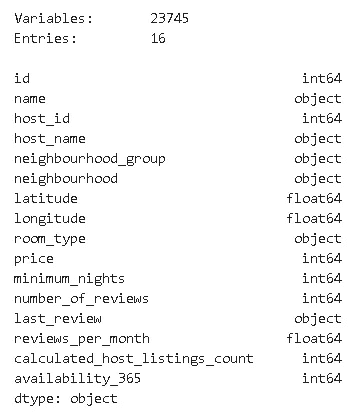 Variables: 23745
Entries: 16
id int64
name object
host_id int64
host_name object
neighbourhood_group object
neighbourhood object
latitude float64
longitude float64
room_type object
price int64
minimum_nights int64
number_of_reviews int64
last_review object
reviews_per_month float64
calculated_host_listings_count int64
availability_365 int64
dtype: object